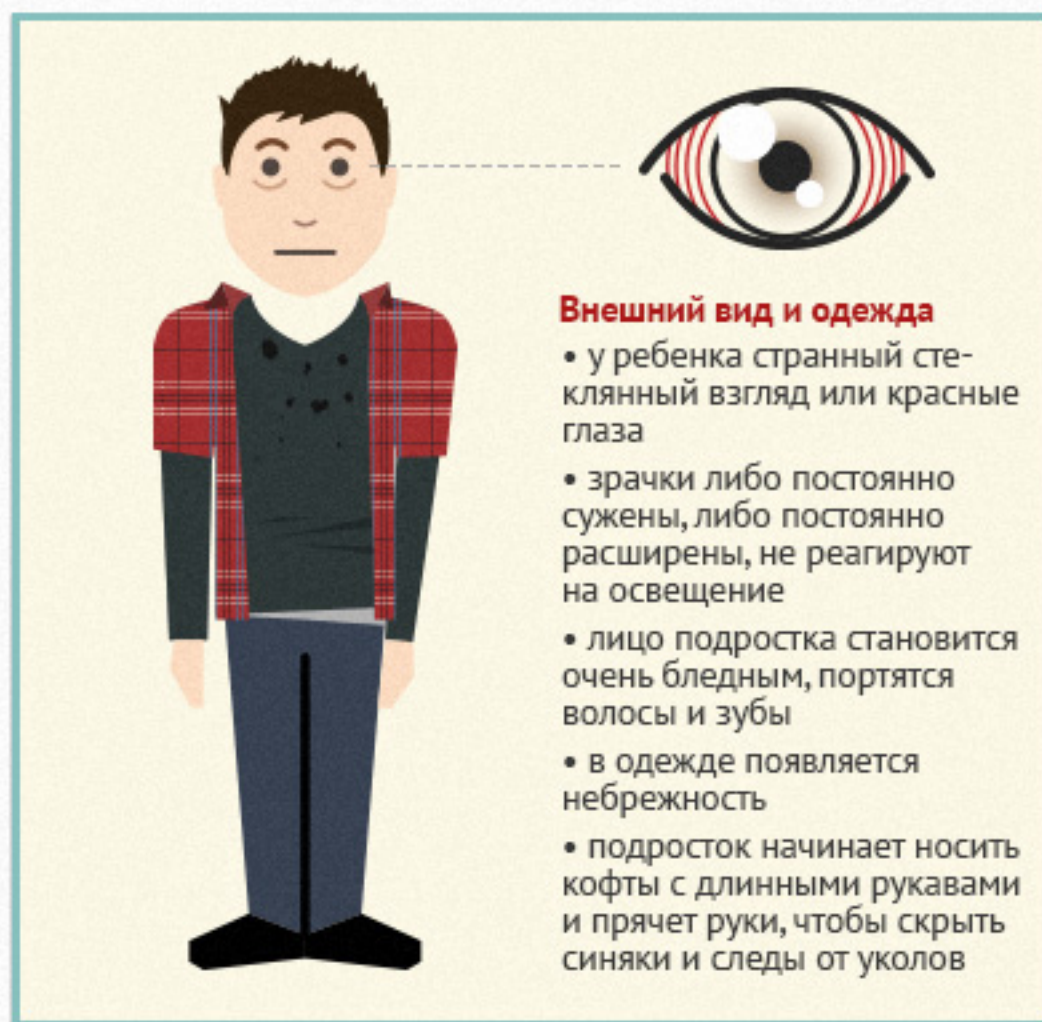 Внешний вид и одежда
• у ребенка странный сте-
клянный взгляд или красные
глаза
• зрачки либо постоянно
сужены, либо постоянно
расширены, не реагируют
на освещение
• лицо подростка становится
очень бледным, портятся
волосы и зубы
• в одежде появляется
небрежность
• подросток начинает носить
кофты с длинными рукавами
и прячет руки, чтобы скрыть
синяки и следы от уколов